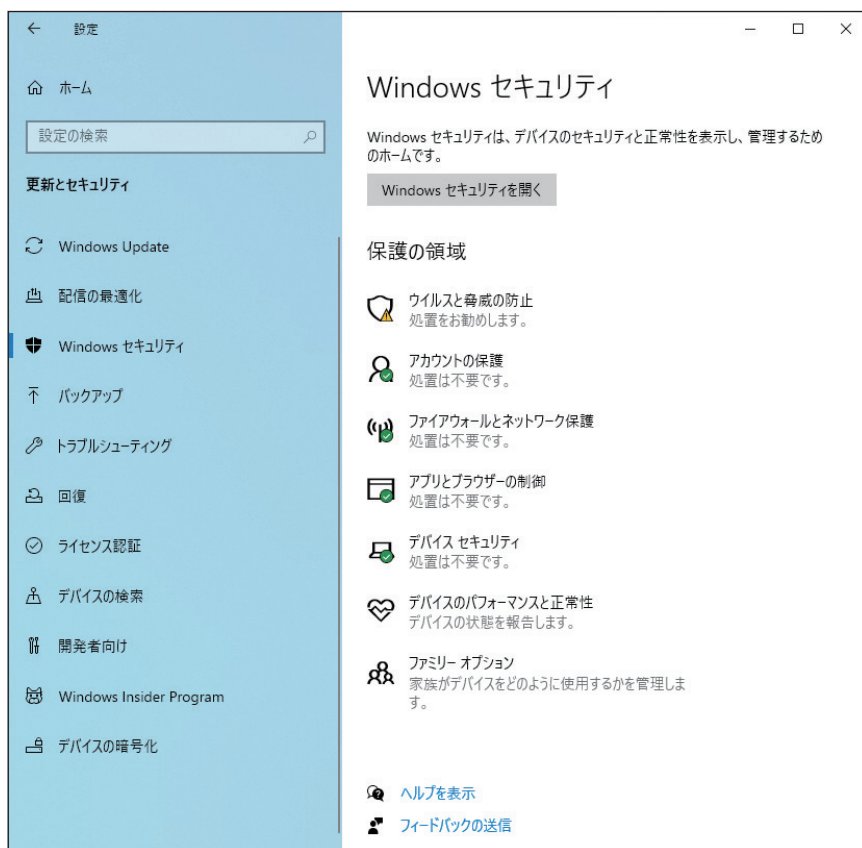 設定
ホーム
設定の検索
更新とセキュリティ
Windows Update
配信の最適化
Windows セキュリティ
バックアップ
トラブルシューティング
回復
ライセンス認証
デバイスの検索
開発者向け
Windows Insider Program
デバイスの暗号化
Windows セキュリティ
Windows セキュリティは、デバイスのセキュリティと正常性を表示し、管理するため
のホームです。
Windows セキュリティを開く
保護の領域
ウイルスと脅威の防止
処置をお勧めします。
アカウントの保護
処置は不要です。
ファイアウォールとネットワーク保護
処置は不要です。
アプリとブラウザーの制御
処置は不要です。
デバイス セキュリティ
処置は不要です。
デバイスのパフォーマンスと正常性
デバイスの状態を報告します。
ファミリー オプション
家族がデバイスをどのように使用するかを管理しま
す。
ヘルプを表示
フィードバックの送信